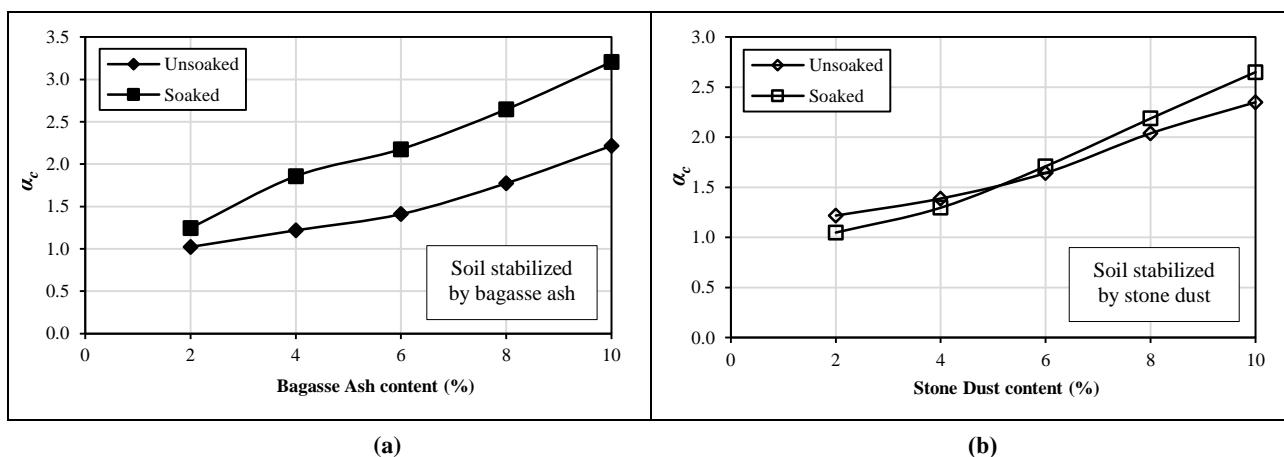 3.5
3.0
2.5
2.0
1.5
1.0
0.5
0.0
α_c
Unsoaked
Soaked
Soil stabilized
by bagasse ash
0 2 4 6 8 10
Bagasse Ash content (%)
(a)
3.0
2.5
2.0
1.5
1.0
0.5
0.0
α_c
Unsoaked
Soaked
Soil stabilized
by stone dust
0 2 4 6 8 10
Stone Dust content (%)
(b)